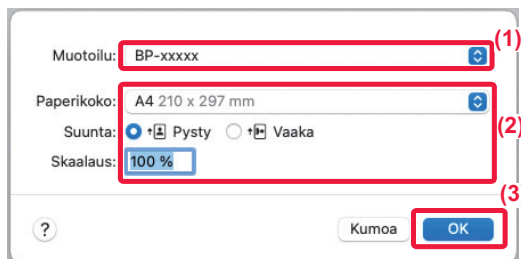 (1)
Muotoilu: BP-xxxxx
Paperikoko: A4 210 x 297 mm
(2)
Suunta: Pysty Vaaka
Skaalaus: 100 %
(3
? Kumoa OK